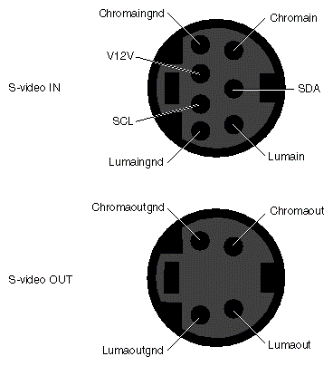 Chromaingnd
Chromain
V12V
S-video IN
SDA
SCL
Lumaingnd
Lumain
Chromaoutgnd
Chromaout
S-video OUT
Lumaoutgnd
Lumaout